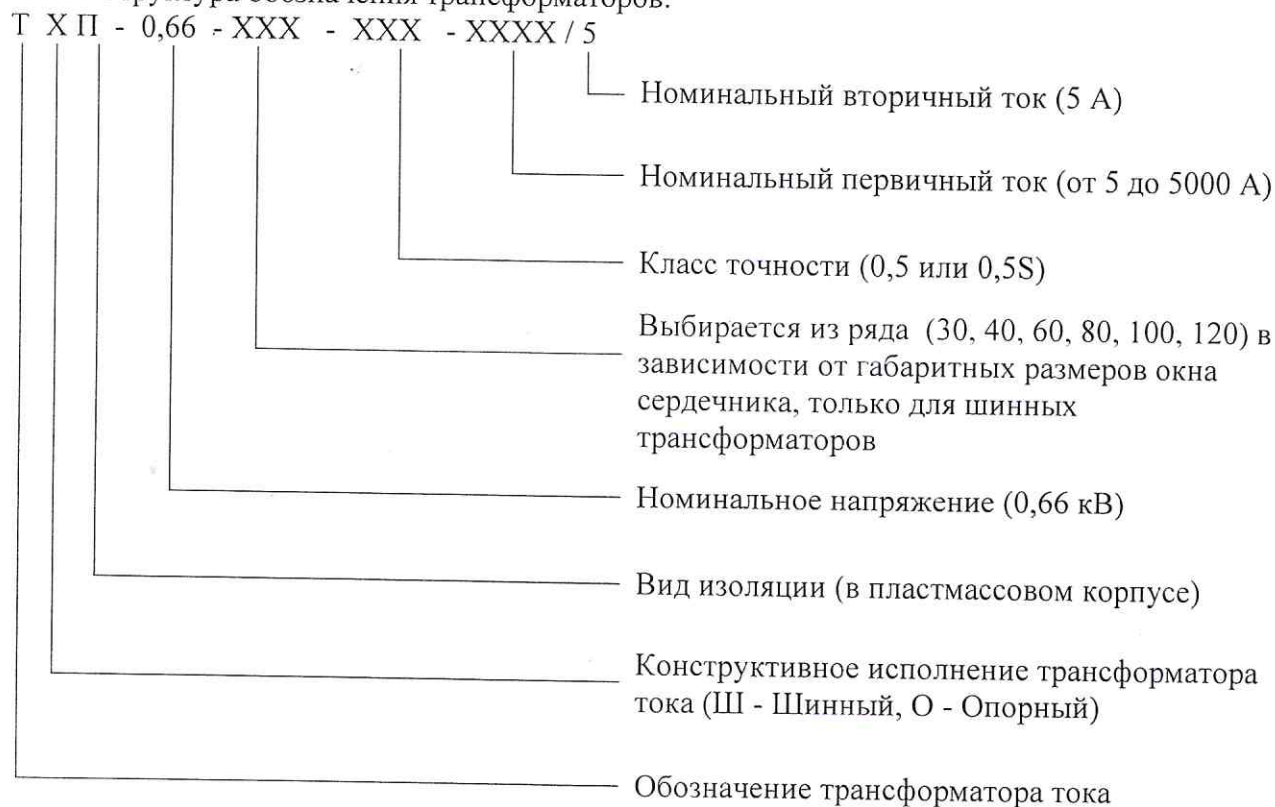 обозначения трансформаторов:
Т Х П - 0,66 - ХХХ - ХХХ - ХХХХ / 5
Номинальный вторичный ток (5 А)
Номинальный первичный ток (от 5 до 5000 А)
Класс точности (0,5 или 0,5S)
Выбирается из ряда (30, 40, 60, 80, 100, 120) в
зависимости от габаритных размеров окна
сердечника, только для шинных
трансформаторов
Номинальное напряжение (0,66 кВ)
Вид изоляции (в пластмассовом корпусе)
Конструктивное исполнение трансформатора
тока (Ш - Шинный, О - Опорный)
Обозначение трансформатора тока